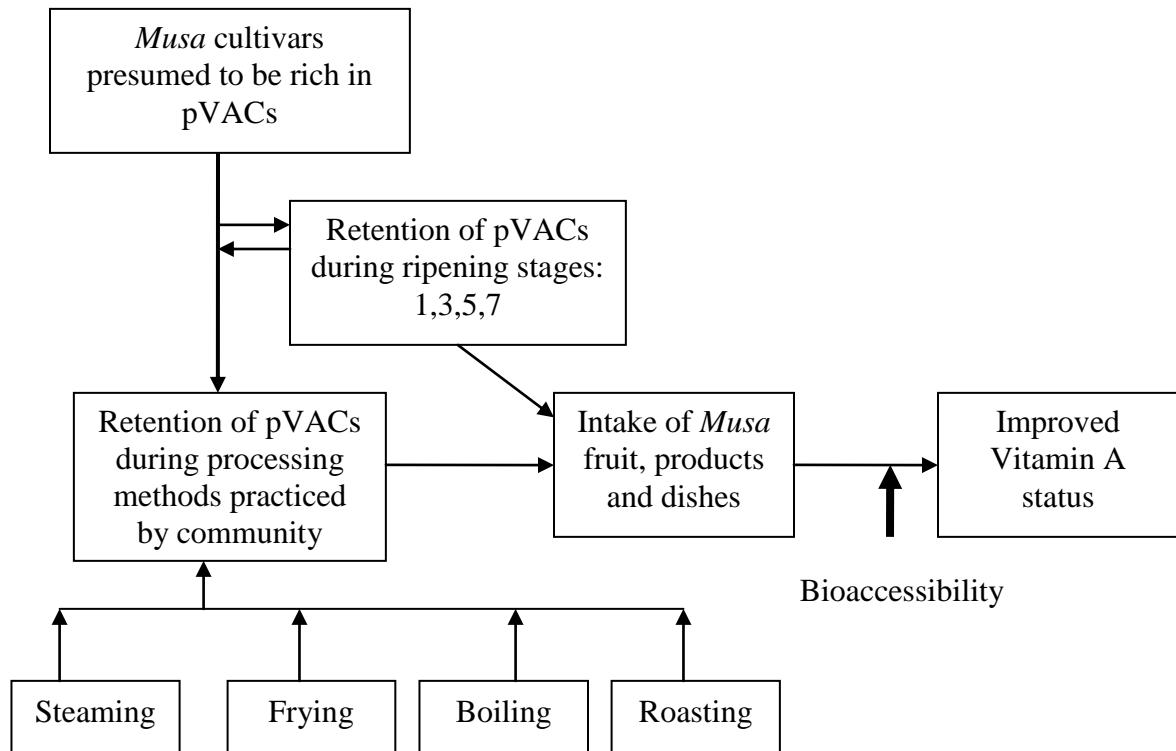 Musa cultivars
presumed to be rich in
pVACs
Retention of pVACs
during ripening stages:
1,3,5,7
Retention of pVACs
during processing
methods practiced
by community
Intake of Musa
fruit, products
and dishes
Improved
Vitamin A
status
Bioaccessibility
Steaming
Frying
Boiling
Roasting